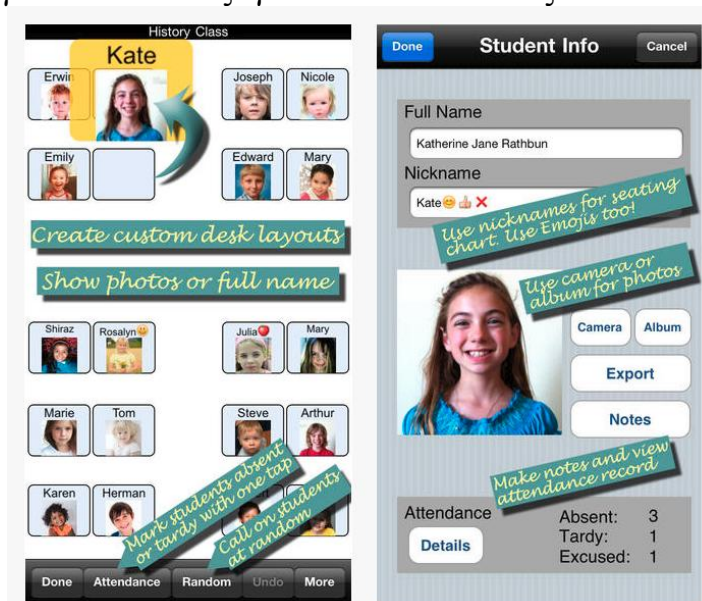 History Class
Kate
Erwin
Joseph
Nicole
Emily
Edward
Mary
Create custom desk layouts
Show photos or full name
Shiraz
Rosalyn😊
Julia🍎
Mary
Marie
Tom
Steve
Arthur
Karen
Herman
Mark students absent
or tardy with one tap
Call on students
at random
Done
Attendance
Random
Undo
More
Done
Student Info
Cancel
Full Name
Katherine Jane Rathbun
Nickname
Kate😊👍❌
Use nicknames for seating
chart. Use Emojis too!
Use camera or
album for photos
Camera
Album
Export
Notes
Make notes and view
attendance record
Attendance
Details
Absent: 3
Tardy: 1
Excused: 1